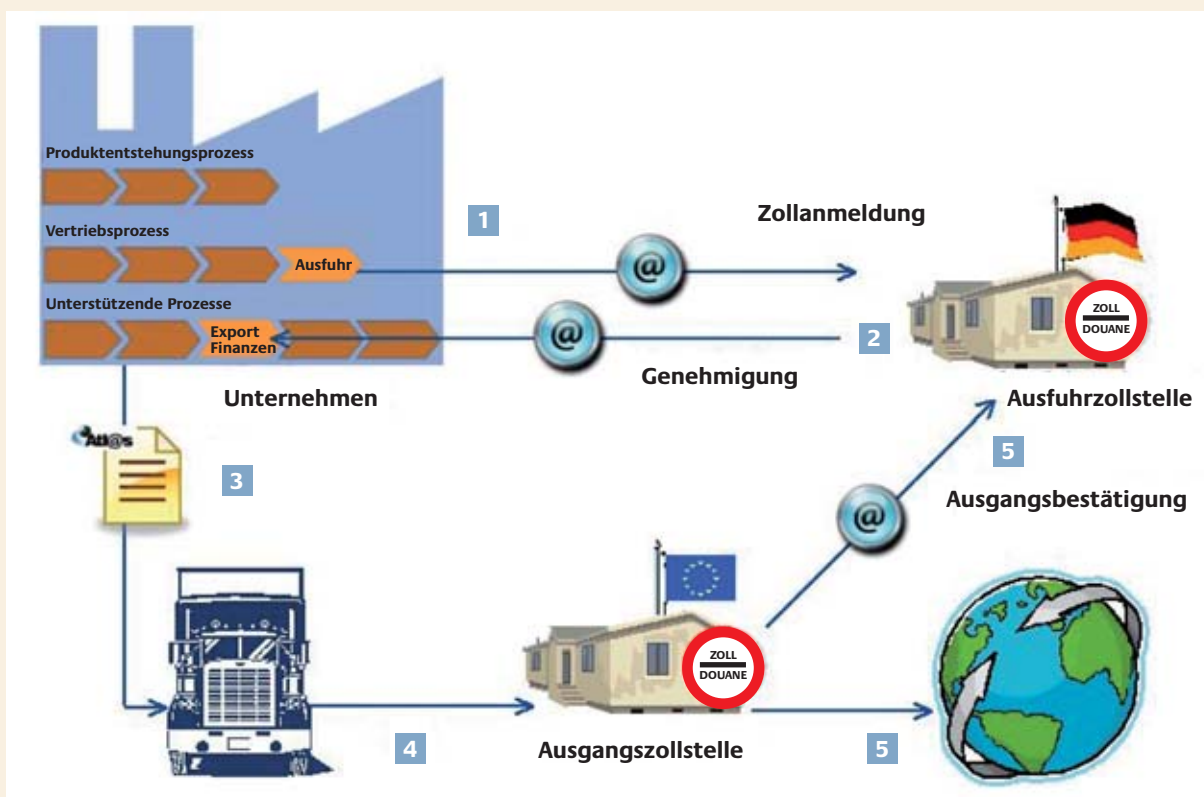 Produktentstehungsprozess
Vertriebsprozess
Ausfuhr
Unterstützende Prozesse
Export
Finanzen
Unternehmen
1
@
Zollanmeldung
@
2
Genehmigung
ZOLL
DOUANE
Ausfuhrzollstelle
Atl@s
3
5
@
Ausgangsbestätigung
4
ZOLL
DOUANE
Ausgangszollstelle
5